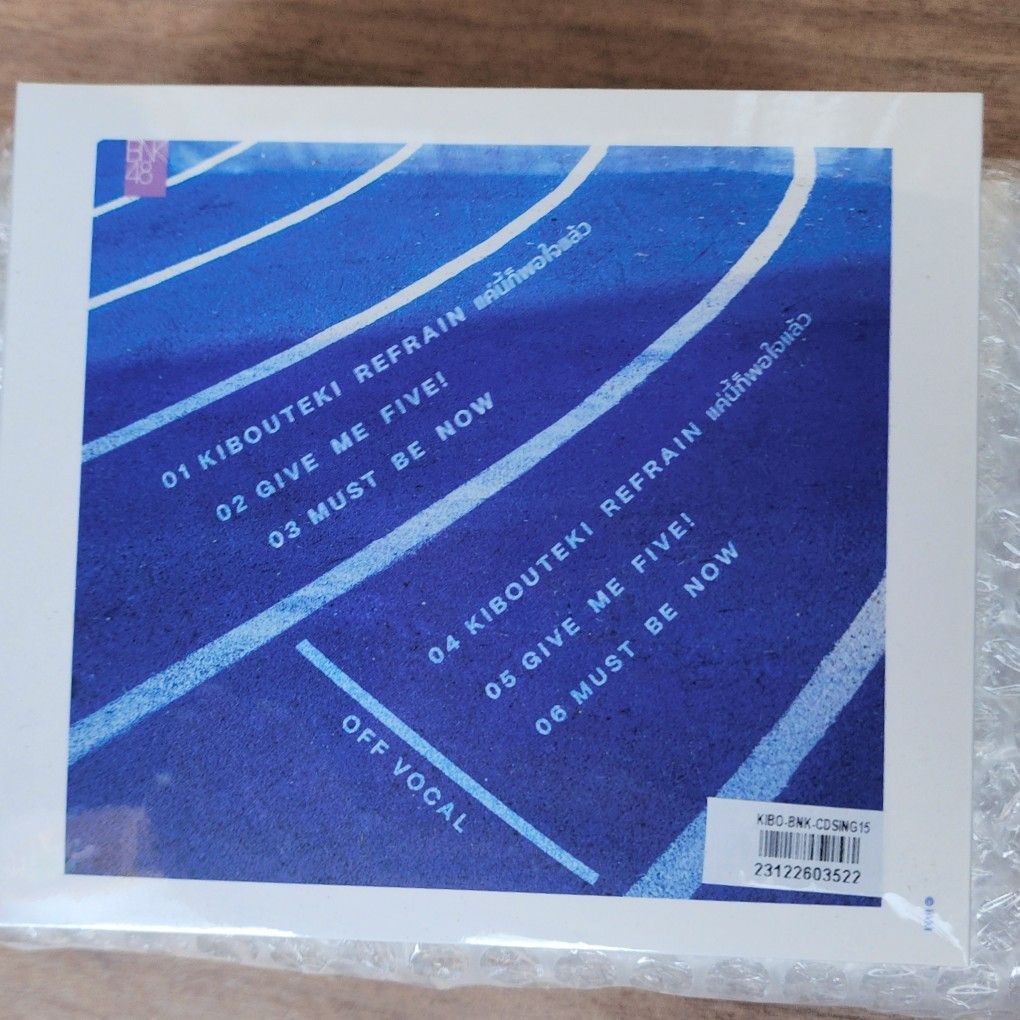 BNK
48
01 KIBOUTEKI REFRAIN แค่นี้ก็พอใจแล้ว
02 GIVE ME FIVE!
03 MUST BE NOW
04 KIBOUTEKI REFRAIN แค่นี้ก็พอใจแล้ว
05 GIVE ME FIVE!
06 MUST BE NOW
OFF VOCAL
KIBO-BNK-CDSING15
23122603522